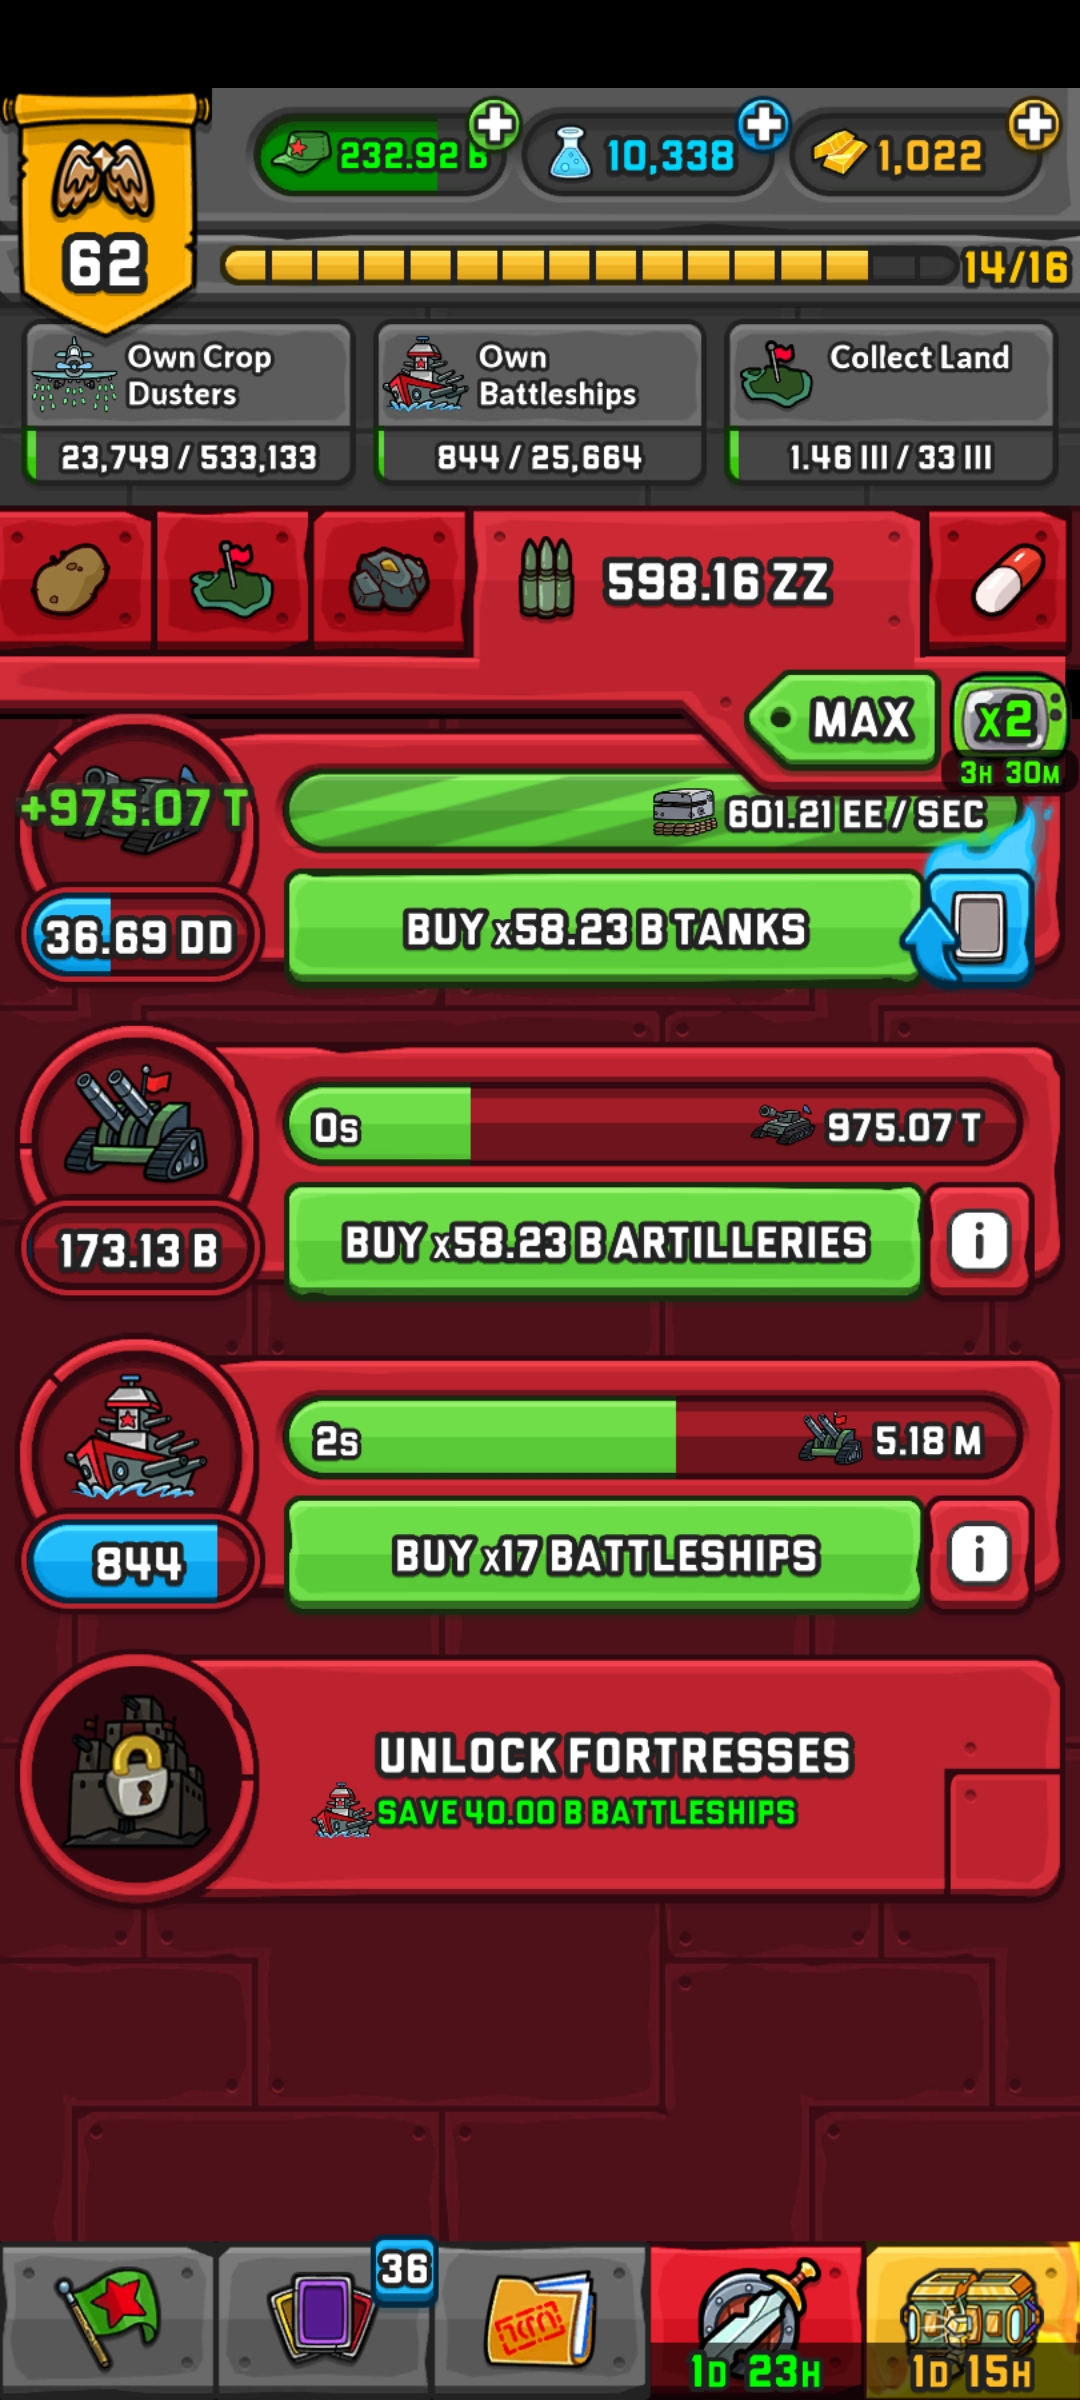 232.92 B
10,338
1,022
62
14/16
Own Crop
Dusters
23,749 / 533,133
Own
Battleships
844 / 25,664
Collect Land
1.46 III / 33 III
598.16 ZZ
MAX
X2
3H 30M
+975.07 T
601.21 EE / SEC
36.69 DD
BUY x58.23 B TANKS
0s
975.07 T
173.13 B
BUY x58.23 B ARTILLERIES
i
2s
5.18 M
844
BUY x17 BATTLESHIPS
i
UNLOCK FORTRESSES
SAVE 40.00 B BATTLESHIPS
36
1D 23H
1D 15H